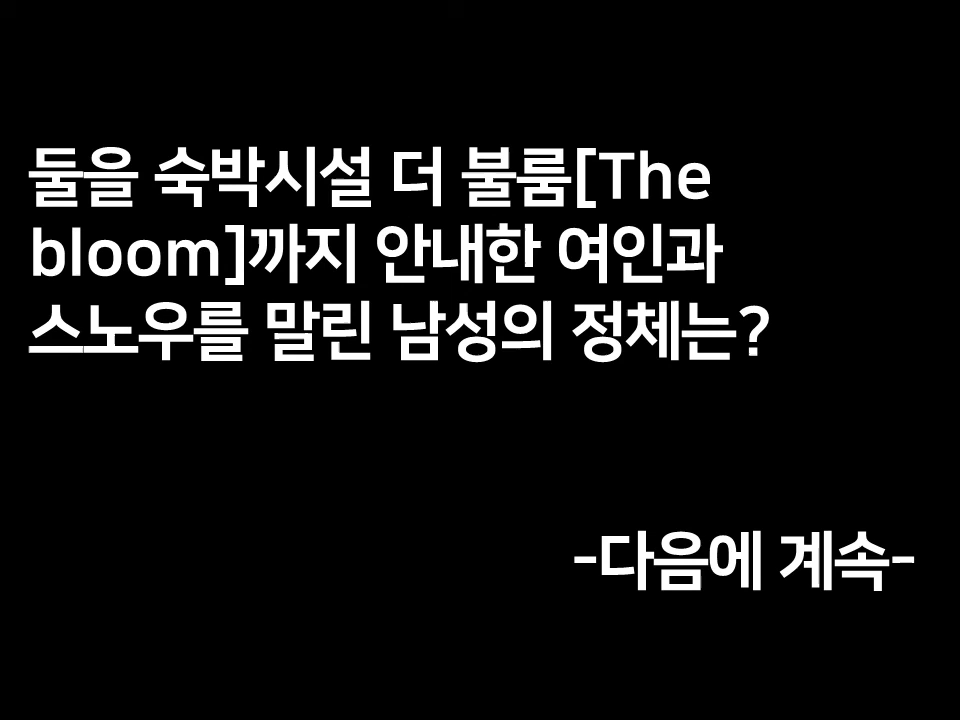 둘을 숙박시설 더 불룸[The
bloom]까지 안내한 여인과
스노우를 말린 남성의 정체는?
-다음에 계속-